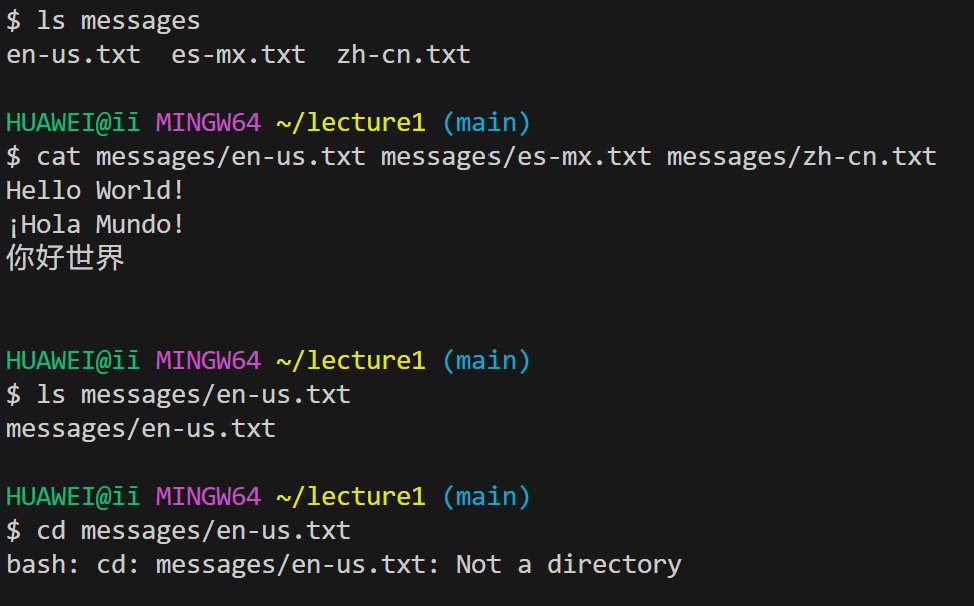 $ ls messages
en-us.txt  es-mx.txt  zh-cn.txt
HUAWEI@īī MINGW64 ~/lecture1 (main)
$ cat messages/en-us.txt messages/es-mx.txt messages/zh-cn.txt
Hello World!
¡Hola Mundo!
你好世界
HUAWEI@īī MINGW64 ~/lecture1 (main)
$ ls messages/en-us.txt
messages/en-us.txt
HUAWEI@īī MINGW64 ~/lecture1 (main)
$ cd messages/en-us.txt
bash: cd: messages/en-us.txt: Not a directory